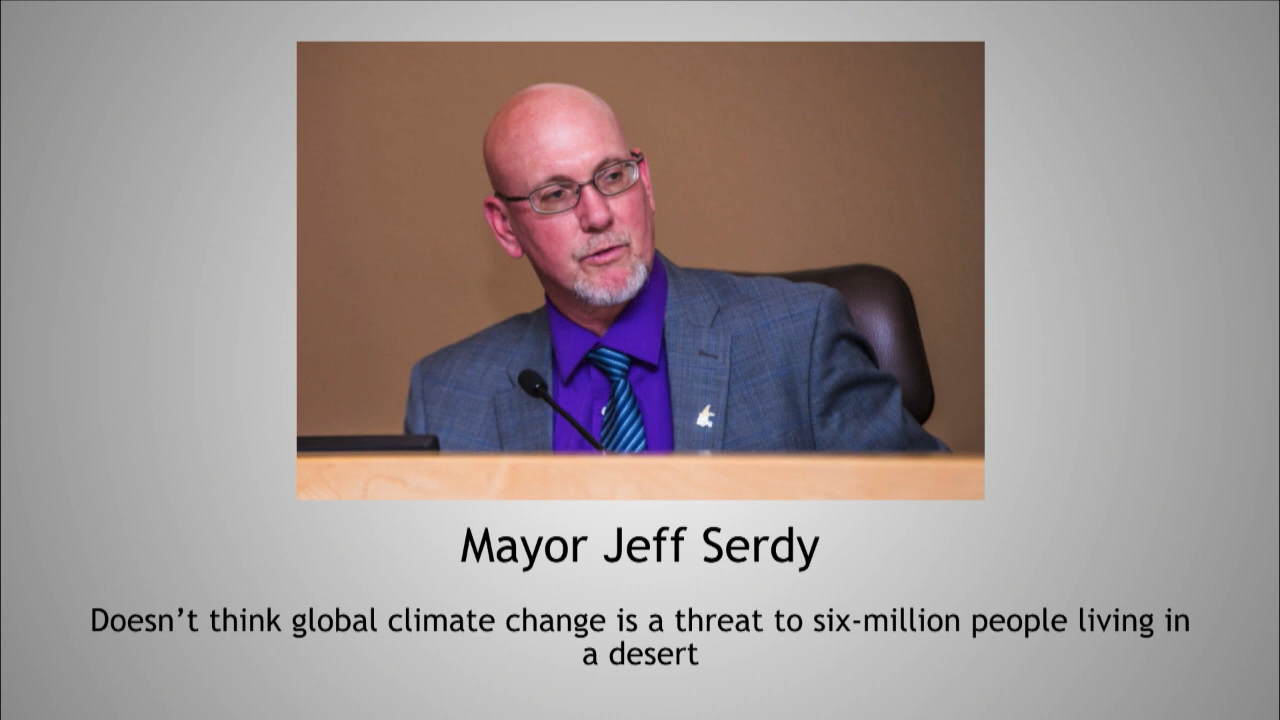 Mayor Jeff Serdy
Doesn’t think global climate change is a threat to six-million people living in
a desert